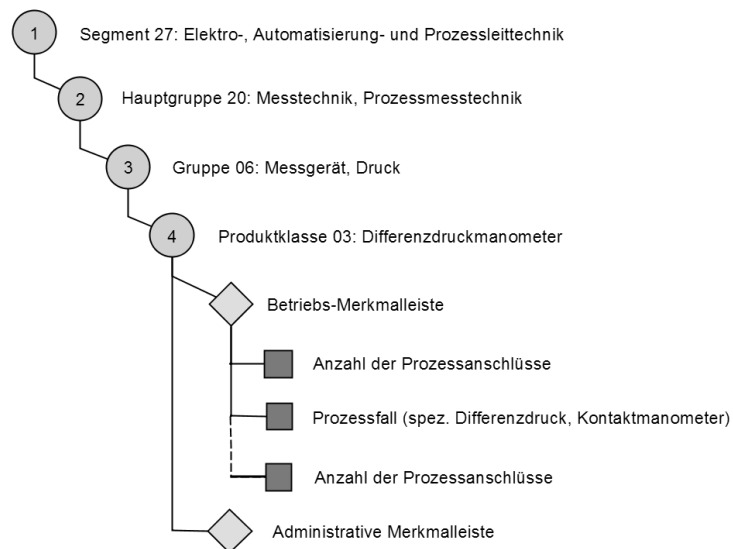 1 Segment 27: Elektro-, Automatisierung- und Prozessleittechnik
2 Hauptgruppe 20: Messtechnik, Prozessmesstechnik
3 Gruppe 06: Messgerät, Druck
4 Produktklasse 03: Differenzdruckmanometer
Betriebs-Merkmalleiste
Anzahl der Prozessanschlüsse
Prozessfall (spez. Differenzdruck, Kontaktmanometer)
Anzahl der Prozessanschlüsse
Administrative Merkmalleiste